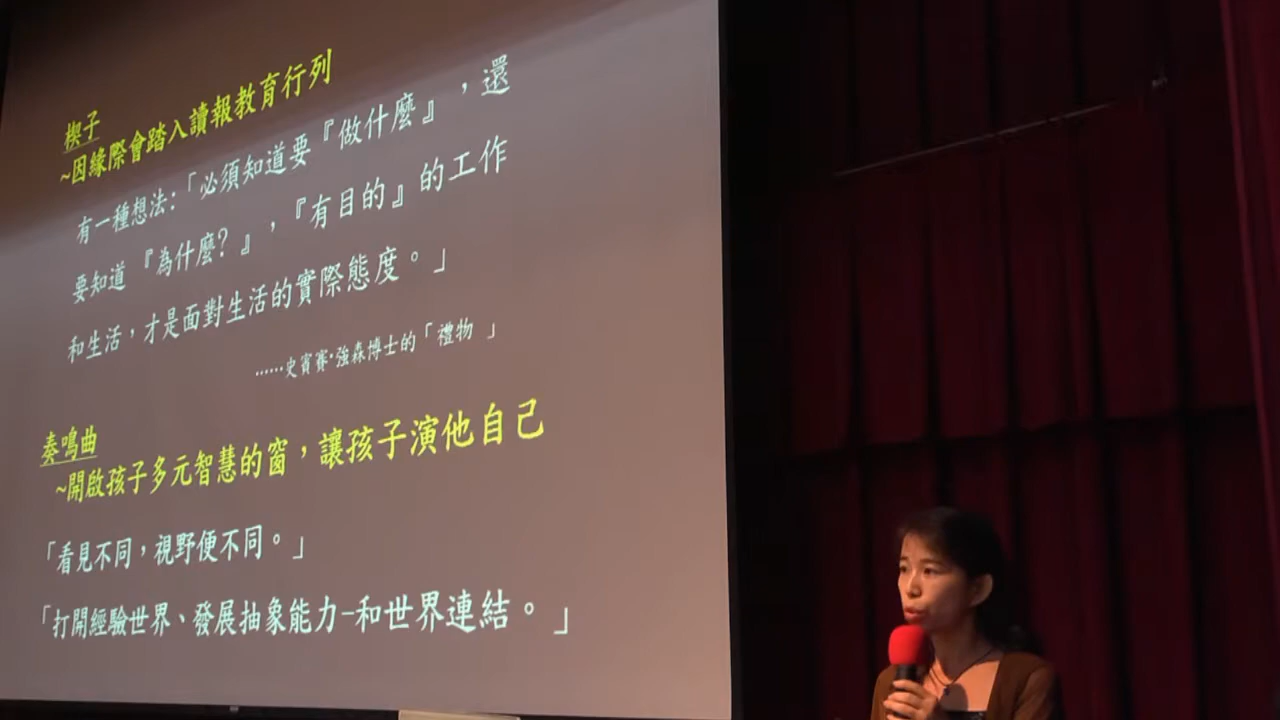 楔子
~因緣際會踏入讀報教育行列
有一種想法:「必須知道要『做什麼』，還
要知道『為什麼?』，『有目的』的工作
和生活，才是面對生活的實際態度。」
……史賓賽·強森博士的「禮物 」
奏鳴曲
~開啟孩子多元智慧的窗，讓孩子演他自己
「看見不同，視野便不同。」
「打開經驗世界、發展抽象能力-和世界連結。 」